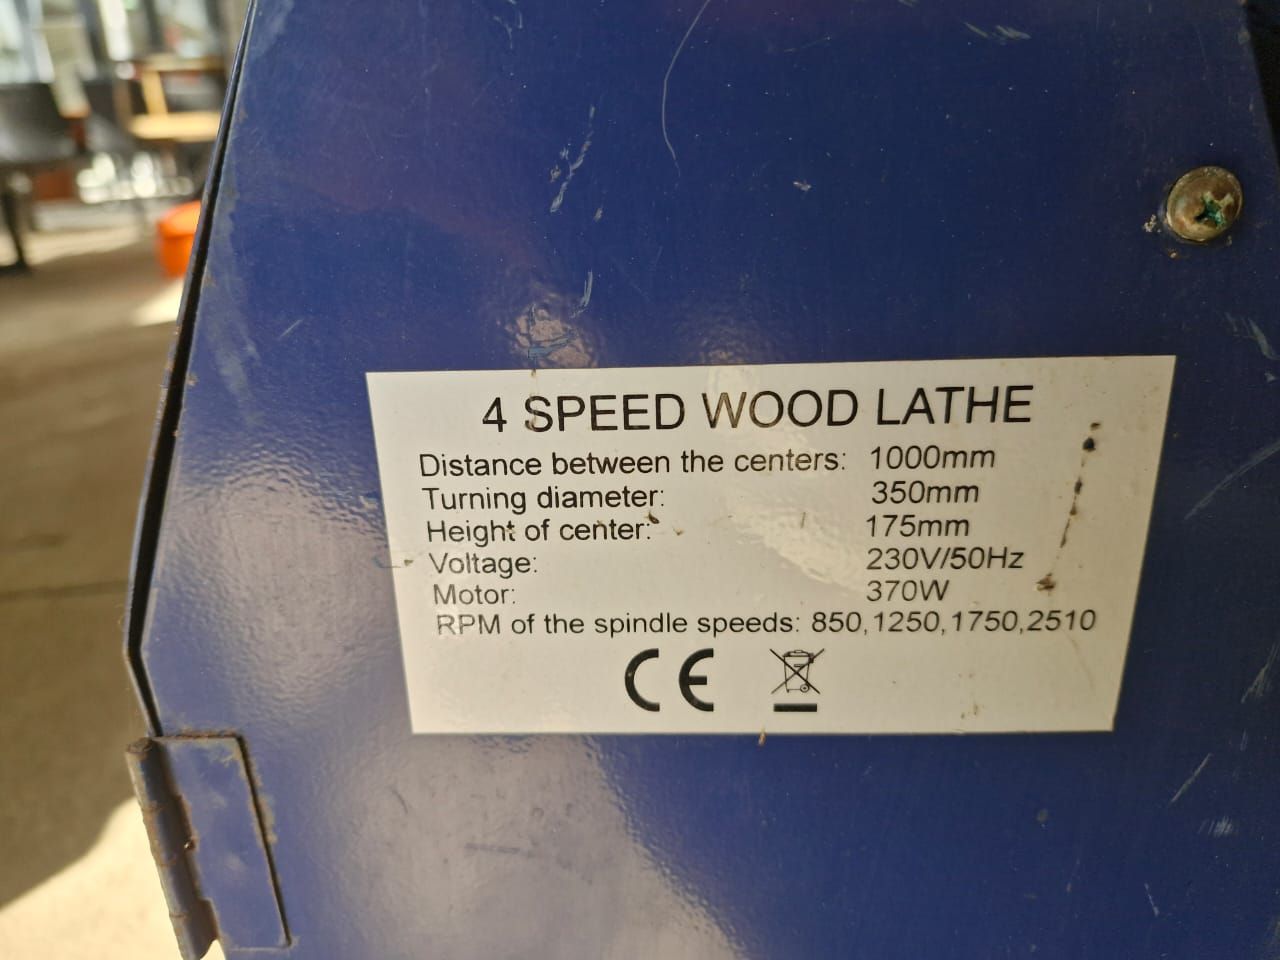 4 SPEED WOOD LATHE
Distance between the centers: 1000mm
Turning diameter: 350mm
Height of center: 175mm
Voltage: 230V/50Hz
Motor: 370W
RPM of the spindle speeds: 850,1250,1750,2510
CE